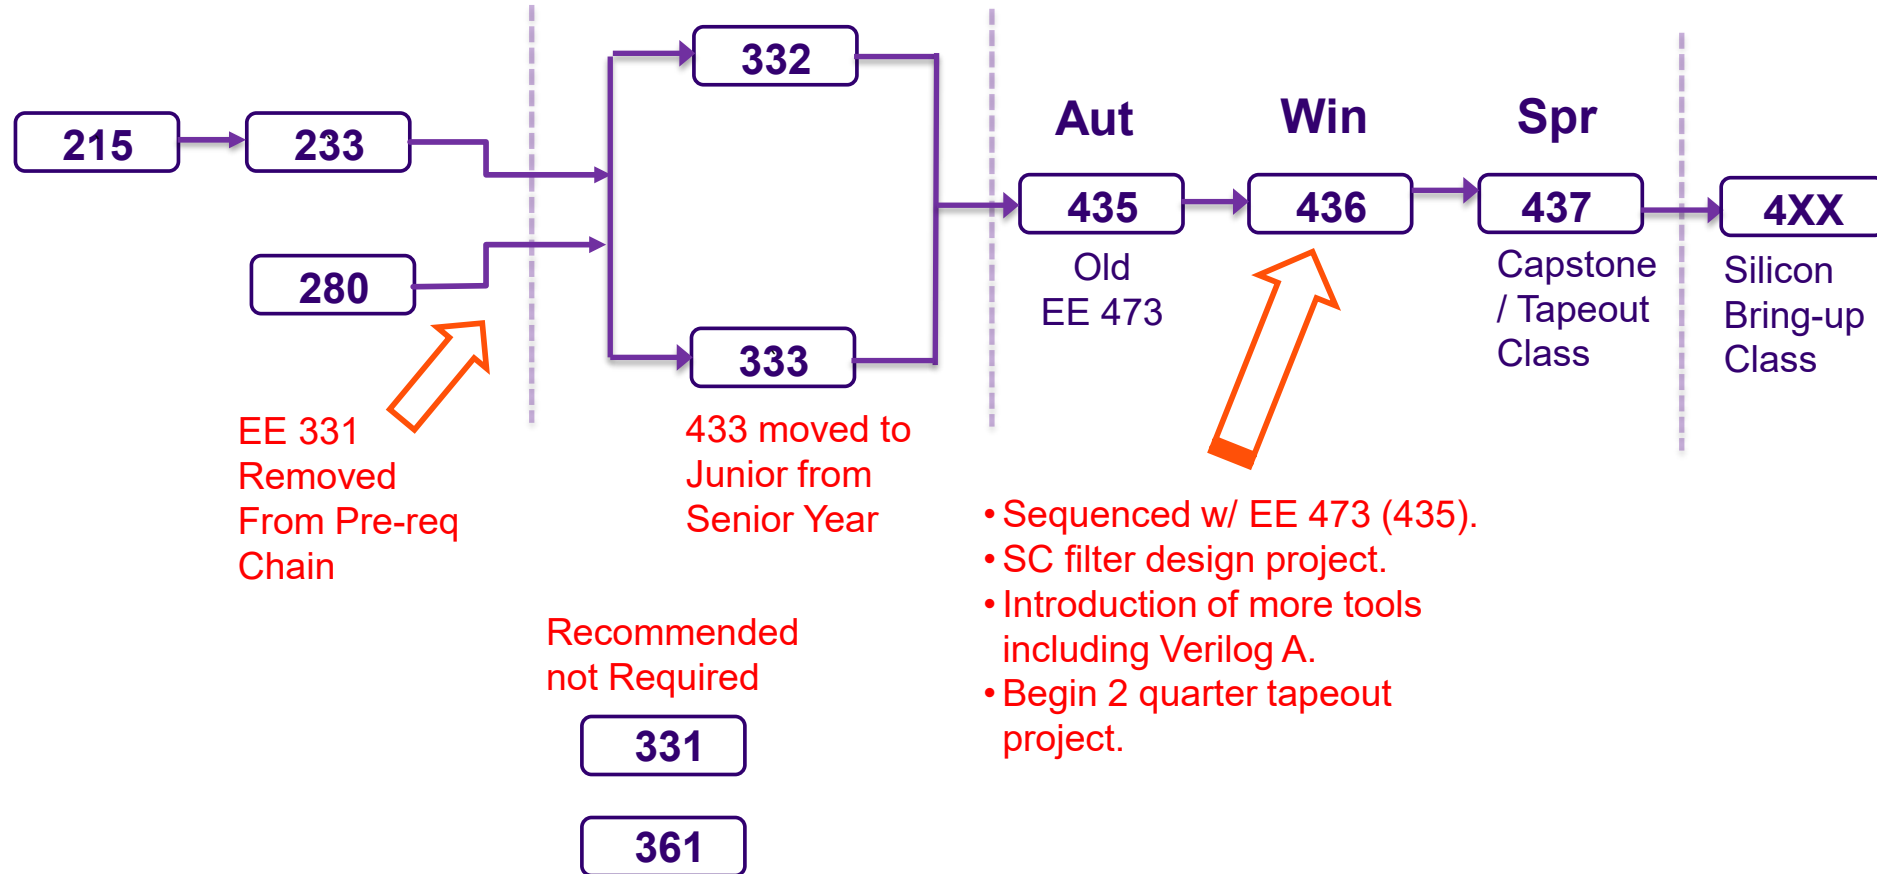 332
Aut
Win
Spr
215
233
435
436
437
4XX
280
Old
EE 473
Capstone
/ Tapeout
Class
Silicon
Bring-up
Class
333
EE 331
Removed
From Pre-req
Chain
433 moved to
Junior from
Senior Year
• Sequenced w/ EE 473 (435).
• SC filter design project.
• Introduction of more tools
including Verilog A.
• Begin 2 quarter tapeout
project.
Recommended
not Required
331
361